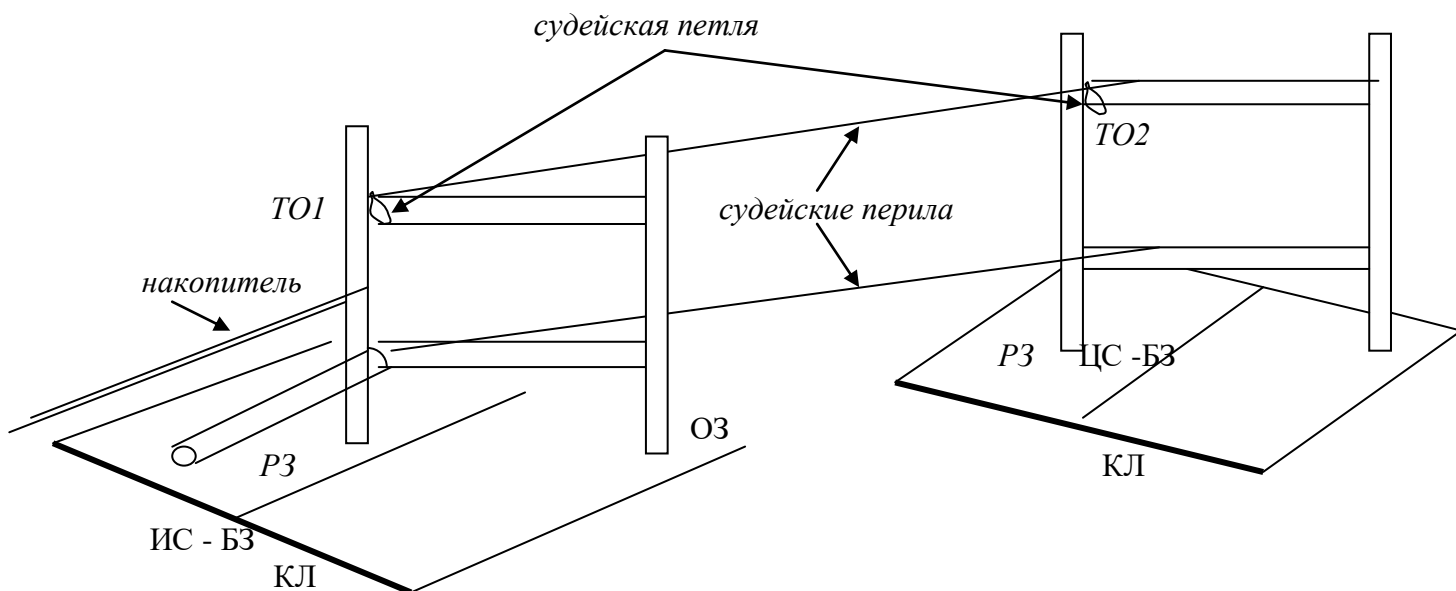 судейская петля
ТО2
ТО1
судейские перила
накопитель
РЗ
ЦС -БЗ
ОЗ
РЗ
КЛ
ИС - БЗ
КЛ